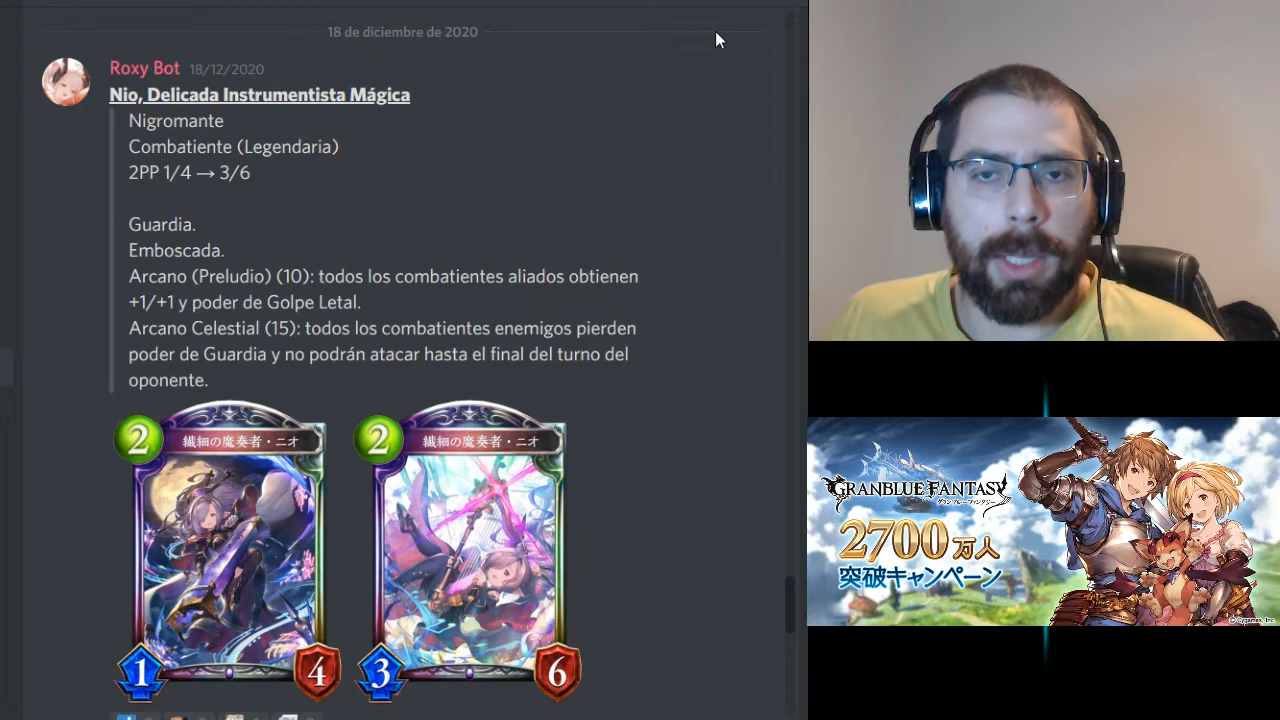 18 de diciembre de 2020
Roxy Bot 18/12/2020
Nio, Delicada Instrumentista Mágica
Nigromante
Combatiente (Legendaria)
2PP 1/4 → 3/6
Guardia.
Emboscada.
Arcano (Preludio) (10): todos los combatientes aliados obtienen
+1/+1 y poder de Golpe Letal.
Arcano Celestial (15): todos los combatientes enemigos pierden
poder de Guardia y no podrán atacar hasta el final del turno del
oponente.
2 繊細の魔奏者・ニオ
1 4
2 繊細の魔奏者・ニオ
3 6
GRANBLUE FANTASY
グランブルーファンタジー
2700万人
突破キャンペーン
© Cygames, Inc.